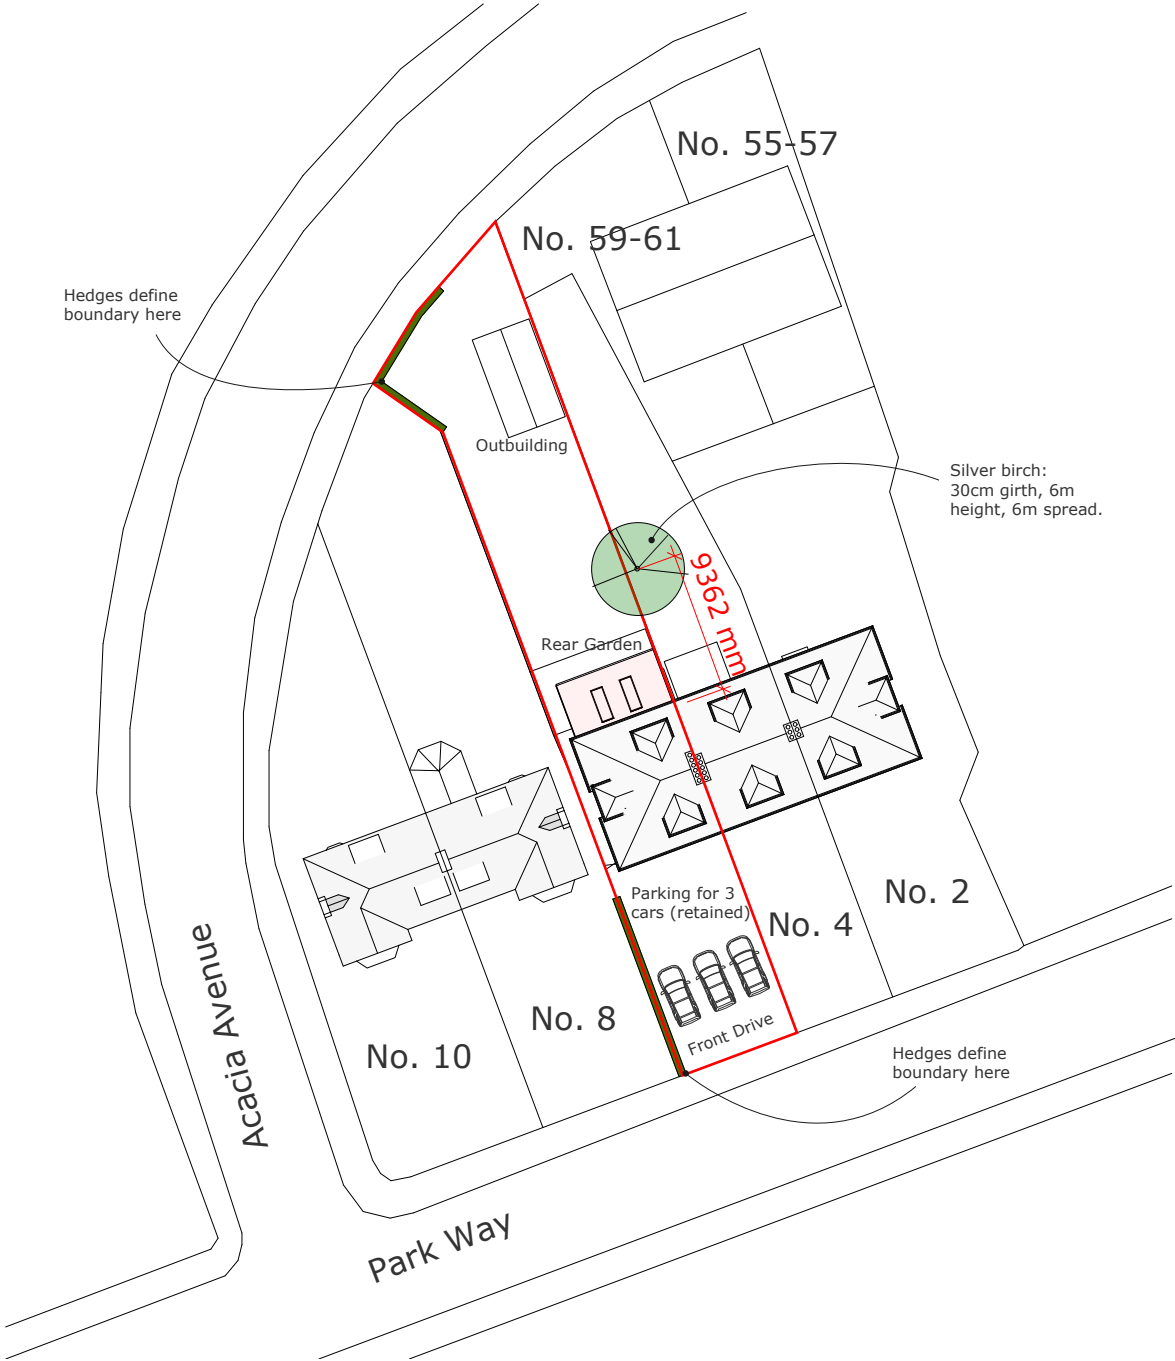 No. 55-57
No. 59-61
Hedges define
boundary here
Outbuilding
Silver birch:
30cm girth, 6m
height, 6m spread.
9362 mm
Rear Garden
Parking for 3
cars (retained)
No. 2
No. 4
No. 8
Front Drive
No. 10
Acacia Avenue
Hedges define
boundary here
Park Way